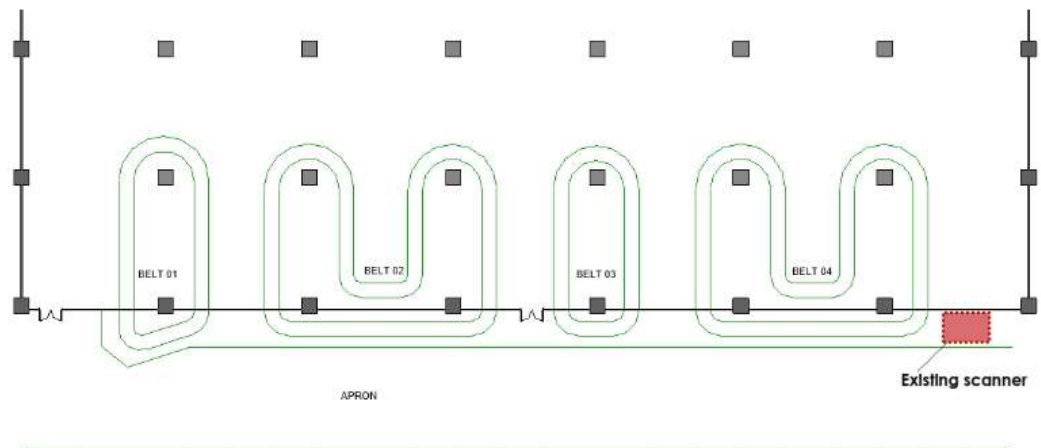 BELT 01
BELT 02
BELT 03
BELT 04
Existing scanner
APRON